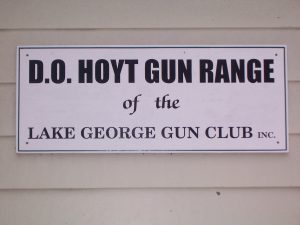 D.O. HOYT GUN RANGE
of the
LAKE GEORGE GUN CLUB INC.